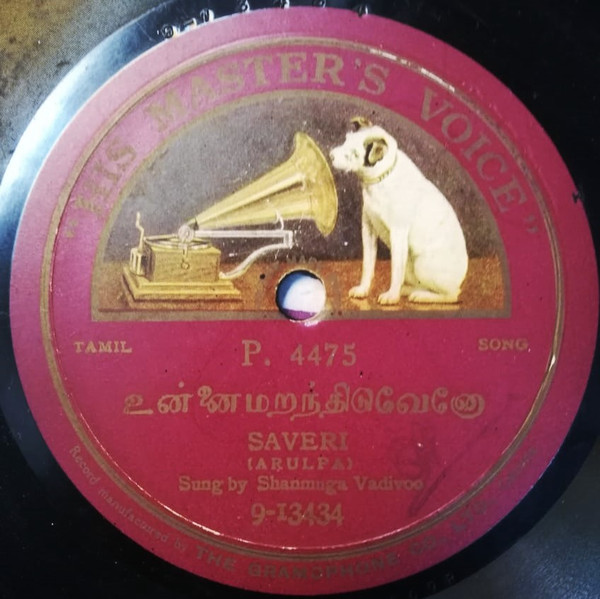 "HIS MASTER'S VOICE"
TAMIL
SONG
P. 4475
உன்னைமறந்திடுவேனோ
SAVERI
(ARULPA)
Sung by Shanmuga Vadivoo
9-13434
Record manufactured by THE GRAMOPHONE CO.